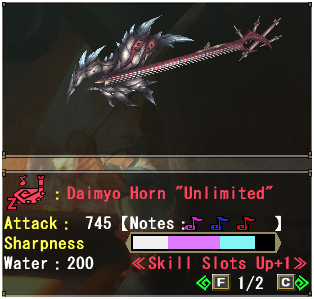 Z : Daimyo Horn "Unlimited"
Attack : 745 【Notes : 】
Sharpness
Water : 200 ≪Skill Slots Up+1≫
F 1/2 C